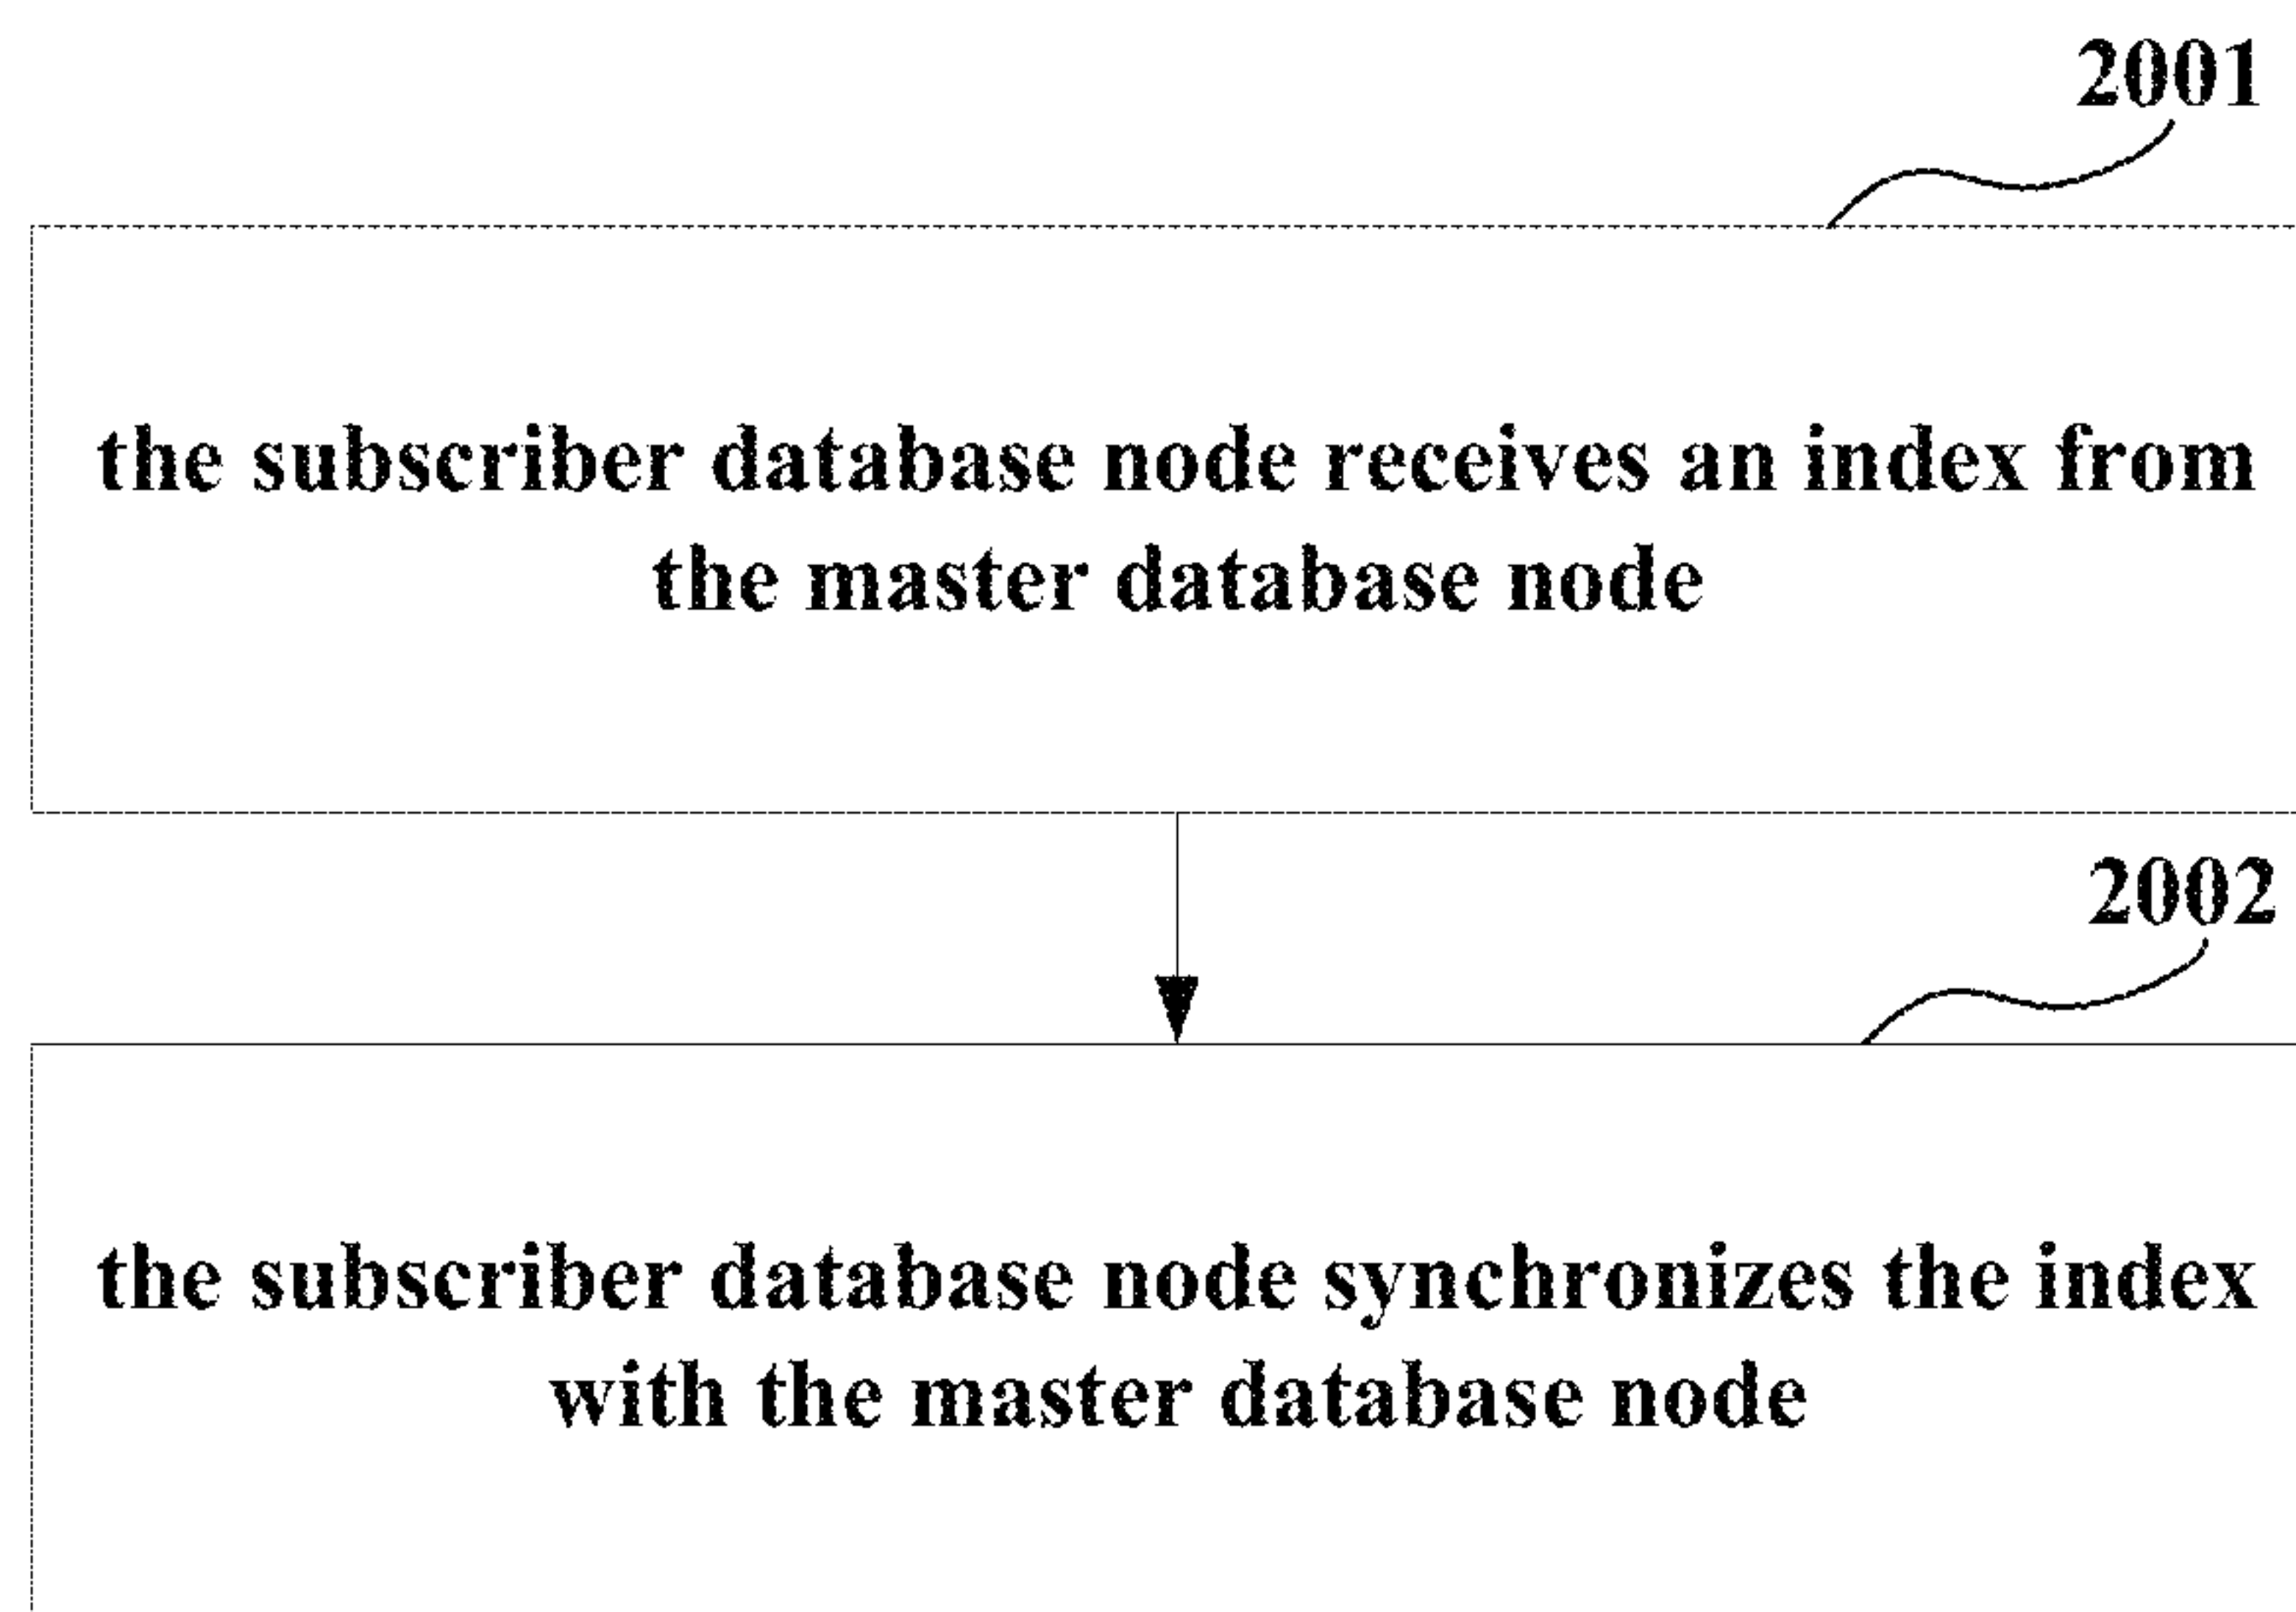 2001
the subscriber database node receives an index from
the master database node
2002
the subscriber database node synchronizes the index
with the master database node